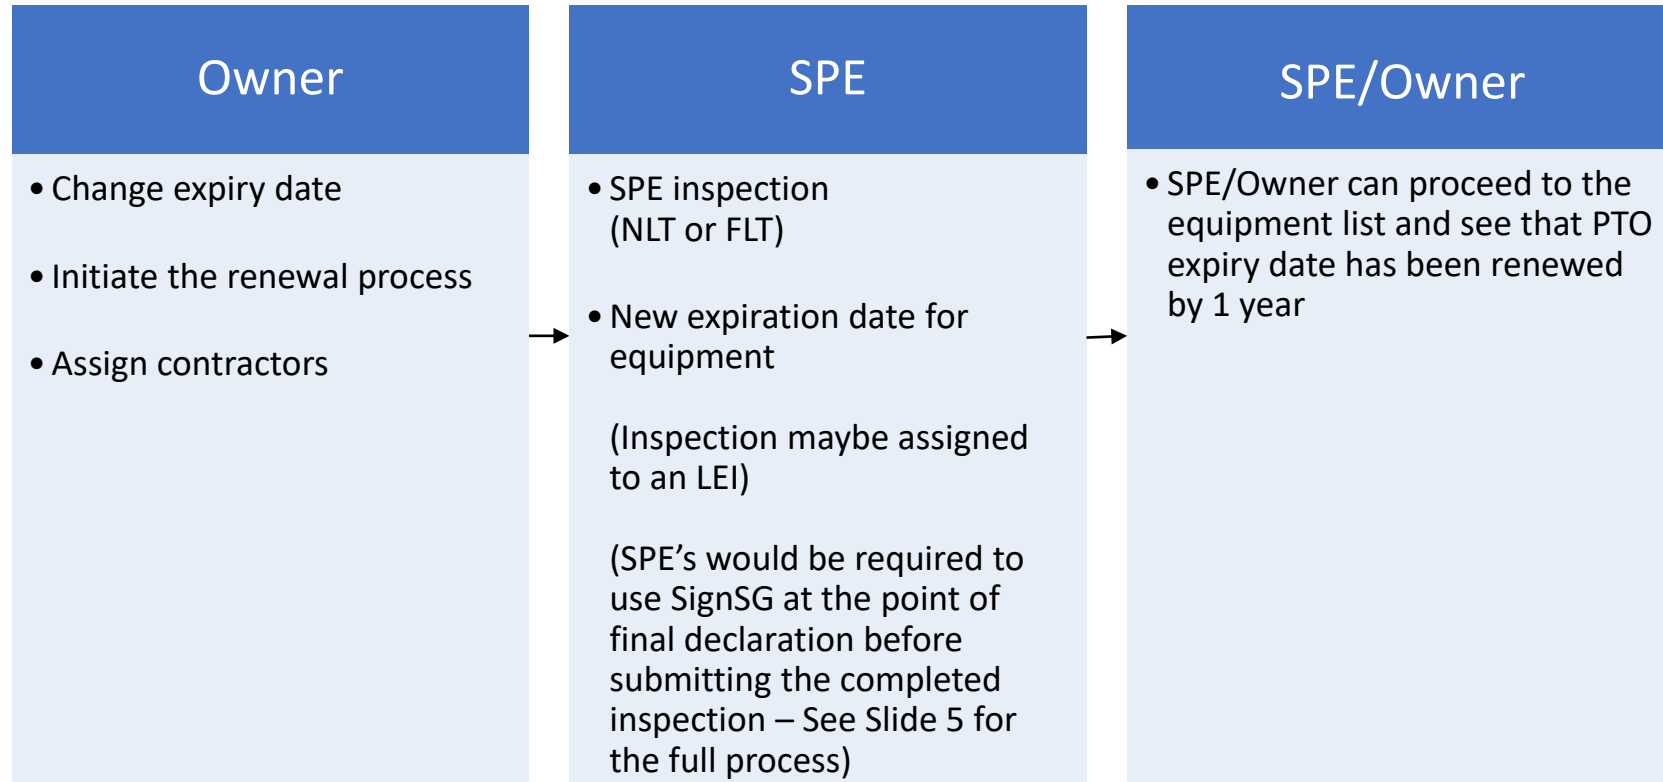 Owner
• Change expiry date
• Initiate the renewal process
• Assign contractors
SPE
• SPE inspection
(NLT or FLT)
• New expiration date for
equipment
(Inspection maybe assigned
to an LEI)
(SPE’s would be required to
use SignSG at the point of
final declaration before
submitting the completed
inspection – See Slide 5 for
the full process)
SPE/Owner
• SPE/Owner can proceed to the
equipment list and see that PTO
expiry date has been renewed
by 1 year